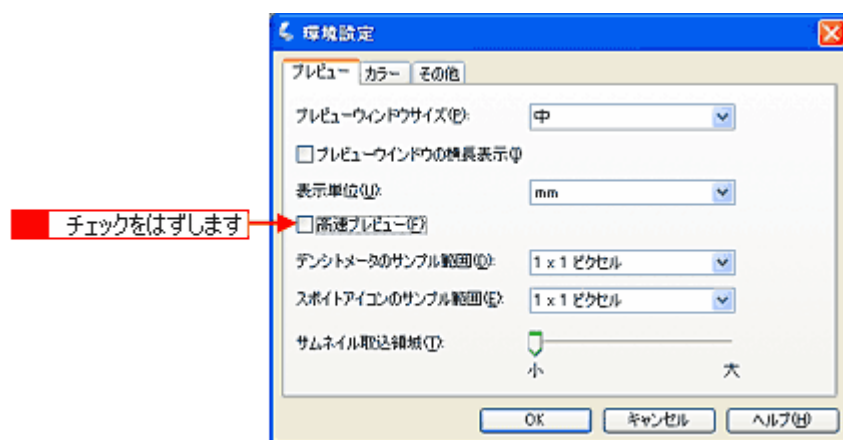 環境設定
プレビュー カラー その他
プレビューウィンドウサイズ(P): 中
プレビューウインドウの横長表示(I)
表示単位(U): mm
チェックをはずします 高速プレビュー(F)
デンシトメータのサンプル範囲(D): 1 x 1 ピクセル
スポイトアイコンのサンプル範囲(E): 1 x 1 ピクセル
サムネイル取込領域(T):
小 大
OK キャンセル ヘルプ(H)